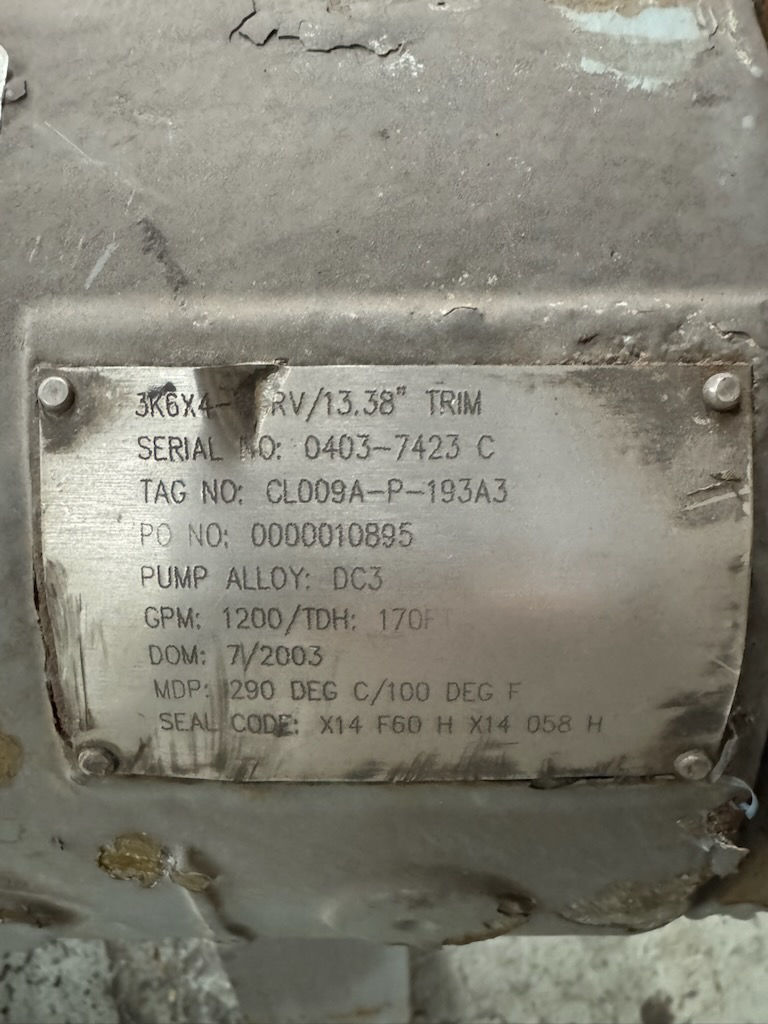 3K6X4- RV/13.38" TRIM
SERIAL NO: 0403-7423 C
TAG NO: CL009A-P-193A3
PO NO: 0000010895
PUMP ALLOY: DC3
GPM: 1200/TDH: 170FT
DOM: 7/2003
MDP: 290 DEG C/100 DEG F
SEAL CODE: X14 F60 H X14 058 H